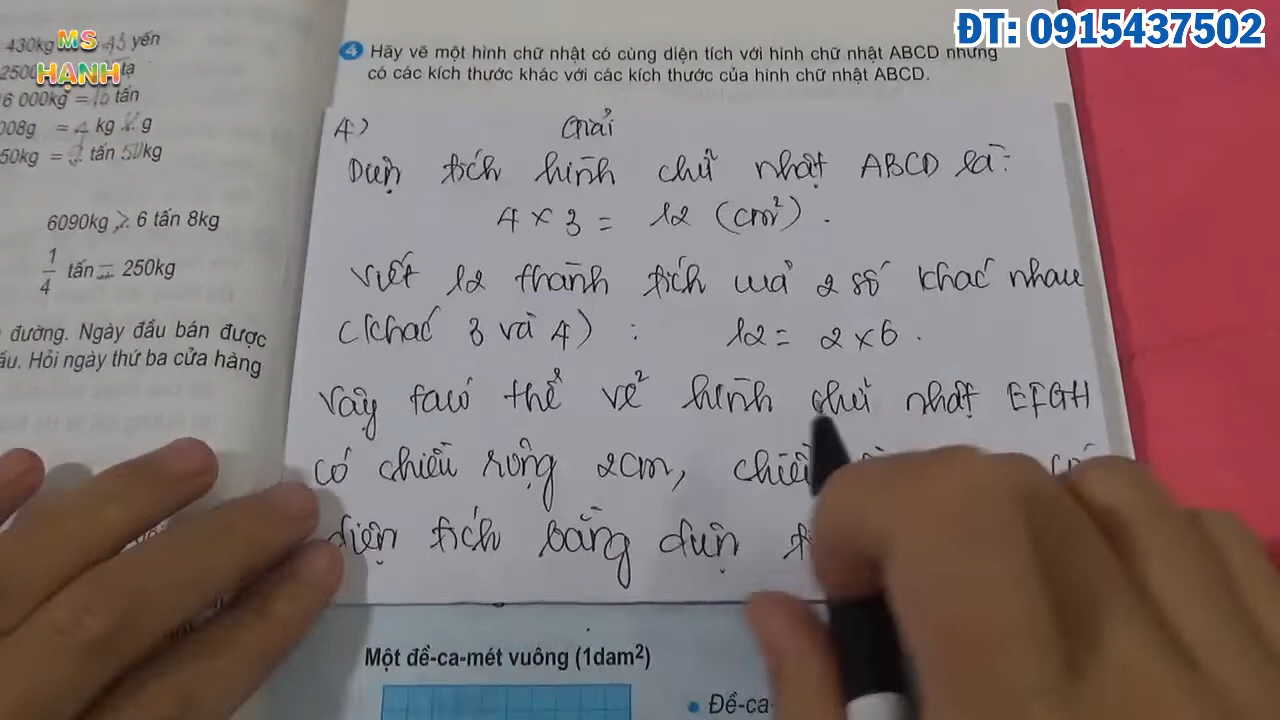 ĐT: 0915437502
MS
HẠNH
430kg yến
tạ
6 000kg = tấn
008g = 4 kg 8 g
50kg = tấn 50kg
6090kg > 6 tấn 8kg
1/4 tấn = 250kg
đường. Ngày đầu bán được
ầu. Hỏi ngày thứ ba cửa hàng
4 Hãy vẽ một hình chữ nhật có cùng diện tích với hình chữ nhật ABCD nhưng
có các kích thước khác với các kích thước của hình chữ nhật ABCD.
4) Giải
Diện tích hình chữ nhật ABCD là:
4 x 3 = 12 (cm²).
Viết 12 thành tích của 2 số khác nhau
(khác 3 và 4) : 12 = 2 x 6.
Vậy ta có thể vẽ hình chữ nhật EFGH
có chiều rộng 2cm, chiều có
diện tích bằng diện
Một đề-ca-mét vuông (1dam²)
• Đề-ca